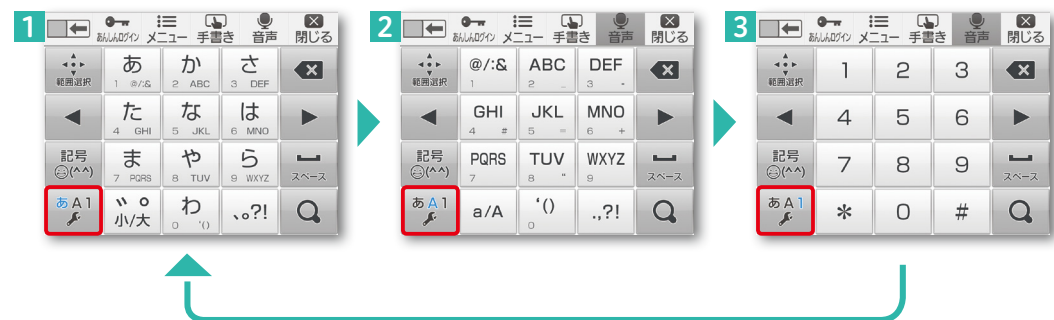 1
あんしんログイン メニュー 手書き 音声 閉じる
範囲選択 あ 1 @/:& か 2 ABC さ 3 DEF
た 4 GHI な 5 JKL は 6 MNO
記号 (^^) ま 7 PQRS や 8 TUV ら 9 WXYZ スペース
あA1 小/大 わ 0 '() 、。?!
2
あんしんログイン メニュー 手書き 音声 閉じる
範囲選択 @/:& 1 ABC 2 _ DEF 3 -
GHI 4 # JKL 5 = MNO 6 +
記号 (^^) PQRS 7 TUV 8 " WXYZ 9 スペース
あA1 a/A '() 0 .,?!
3
あんしんログイン メニュー 手書き 音声 閉じる
範囲選択 1 2 3
4 5 6
記号 (^^) 7 8 9 スペース
あA1 * 0 #